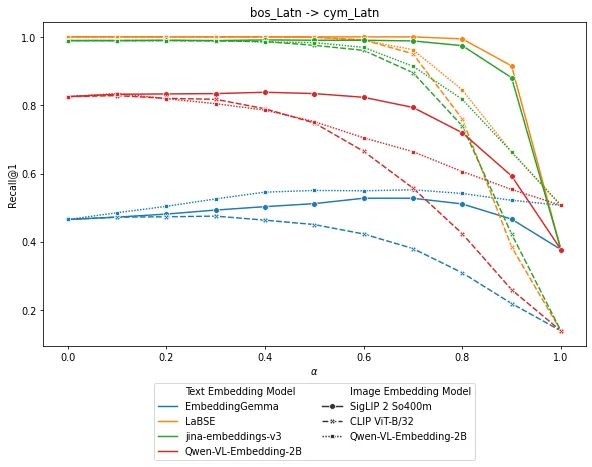 bos_Latn -> cym_Latn
Recall@1
1.0
0.8
0.6
0.4
0.2
0.0 0.2 0.4 0.6 0.8 1.0
α
Text Embedding Model Image Embedding Model
EmbeddingGemma SigLIP 2 So400m
LaBSE CLIP ViT-B/32
jina-embeddings-v3 Qwen-VL-Embedding-2B
Qwen-VL-Embedding-2B